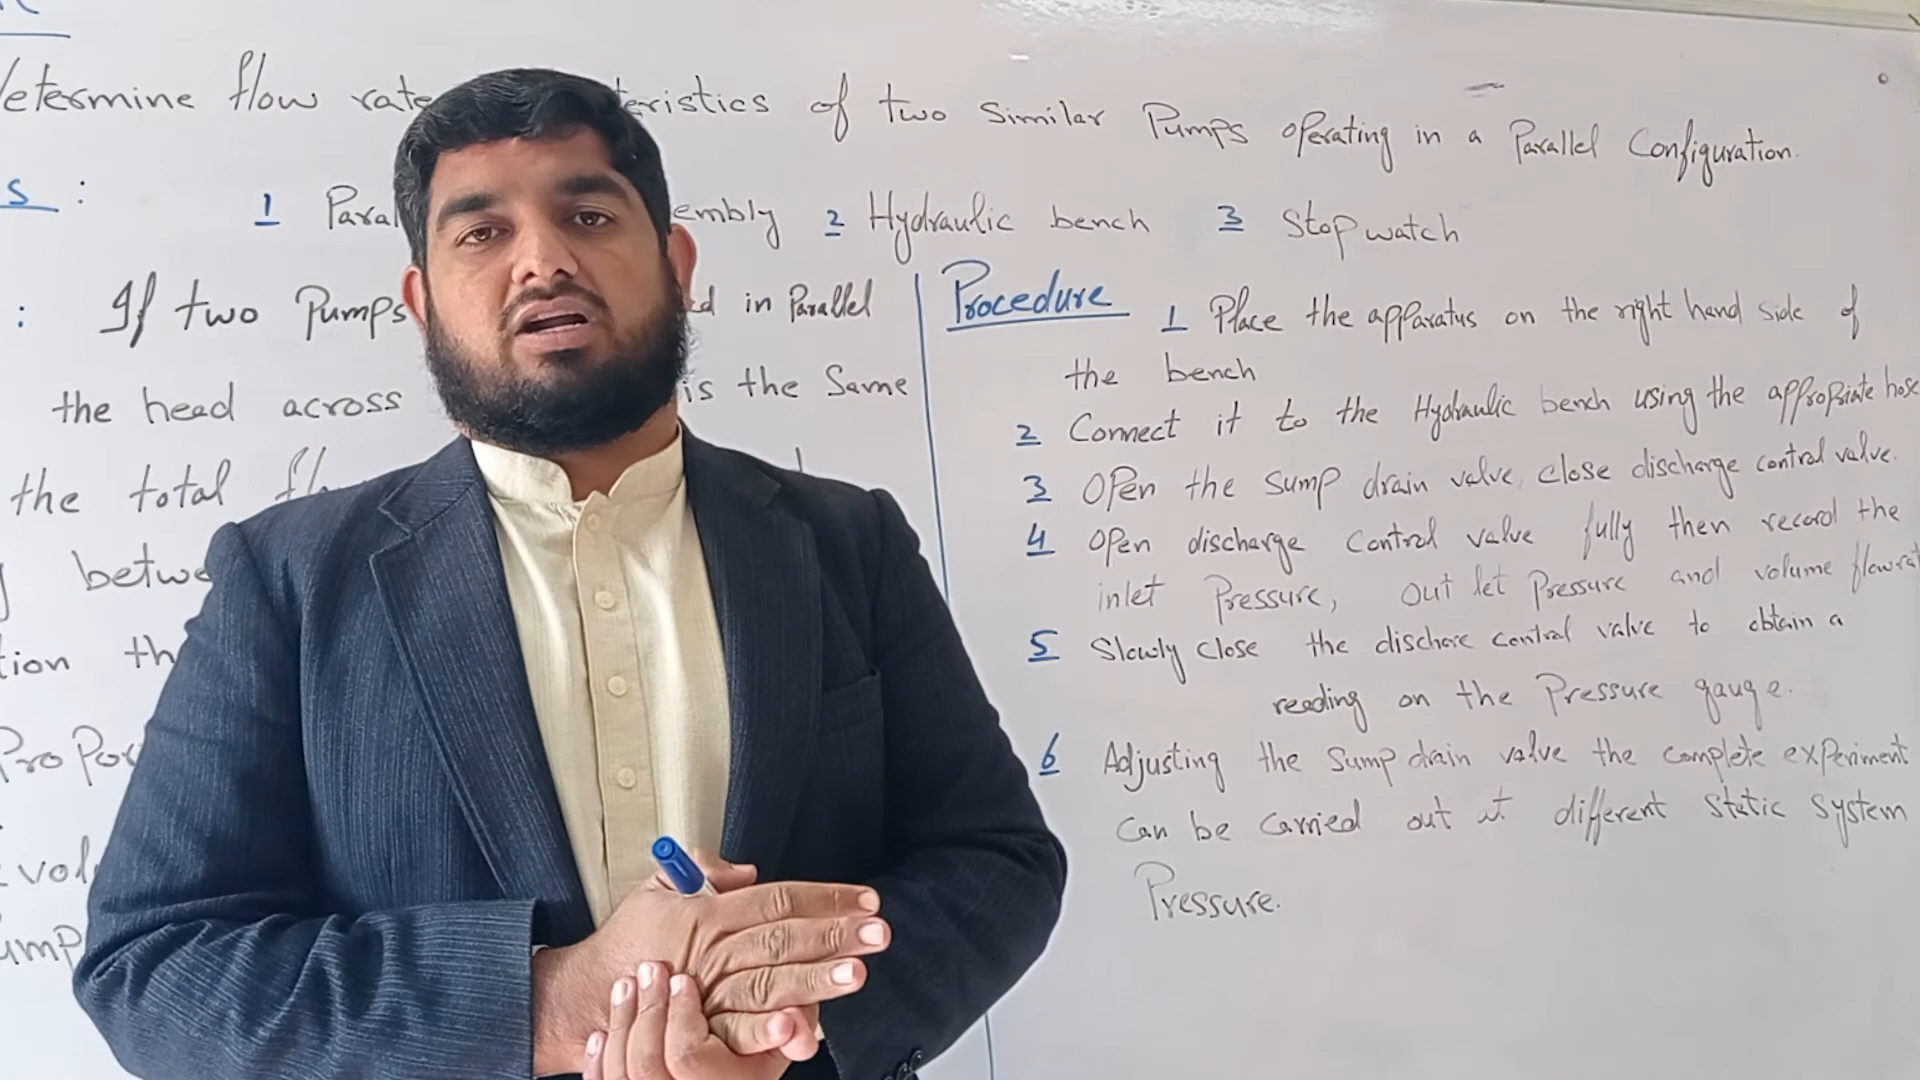 etermine flow rate teristics of two Similar Pumps operating in a Parallel Configuration.
s : 1 Paral embly 2 Hydraulic bench 3 Stop watch
: If two Pumps ed in Parallel
the head across is the Same
the total flo
betwe
tion th
Propor
vol
ump
Procedure 1 Place the apparatus on the right hand side of
the bench
2 Connect it to the Hydraulic bench using the appropriate hose
3 Open the sump drain valve, close discharge control valve.
4 Open discharge control valve fully then record the
inlet Pressure, out let Pressure and volume flowrat
5 Slowly close the dischare control valve to obtain a
reading on the Pressure gauge.
6 Adjusting the Sump drain valve the complete experiment
can be carried out at different static system
Pressure.